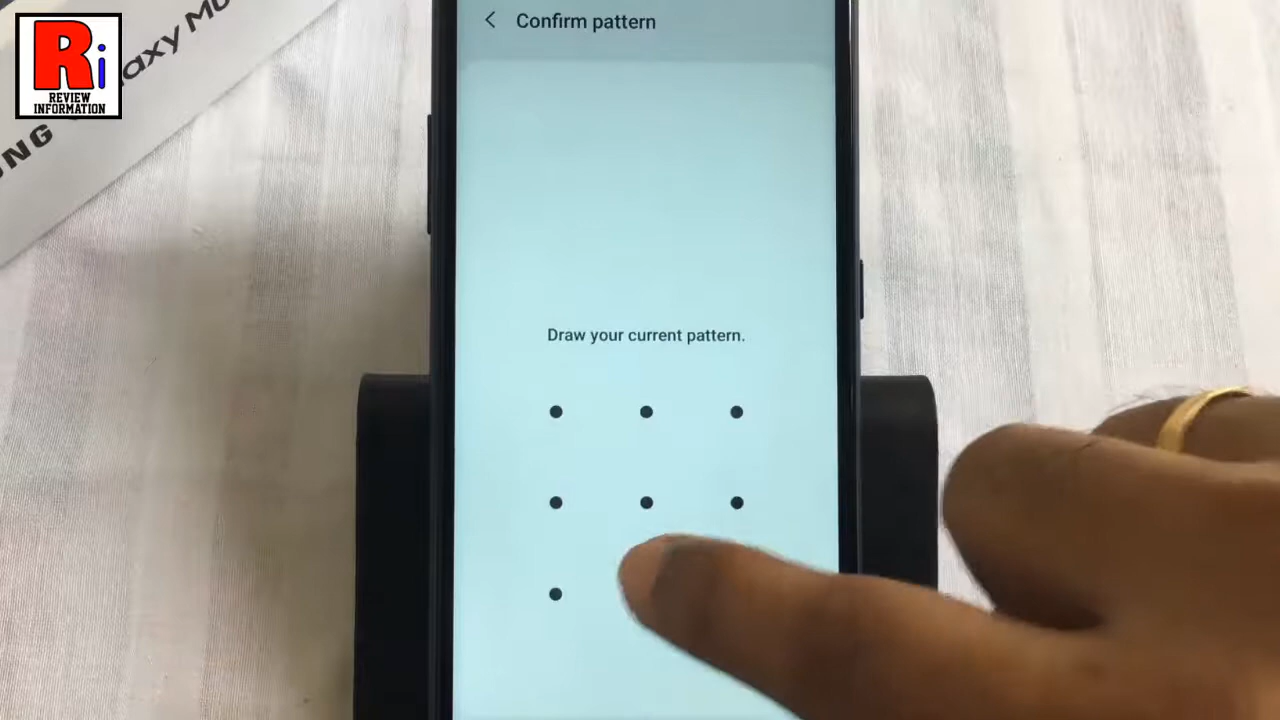 Ri
REVIEW
INFORMATION
Confirm pattern
Draw your current pattern.